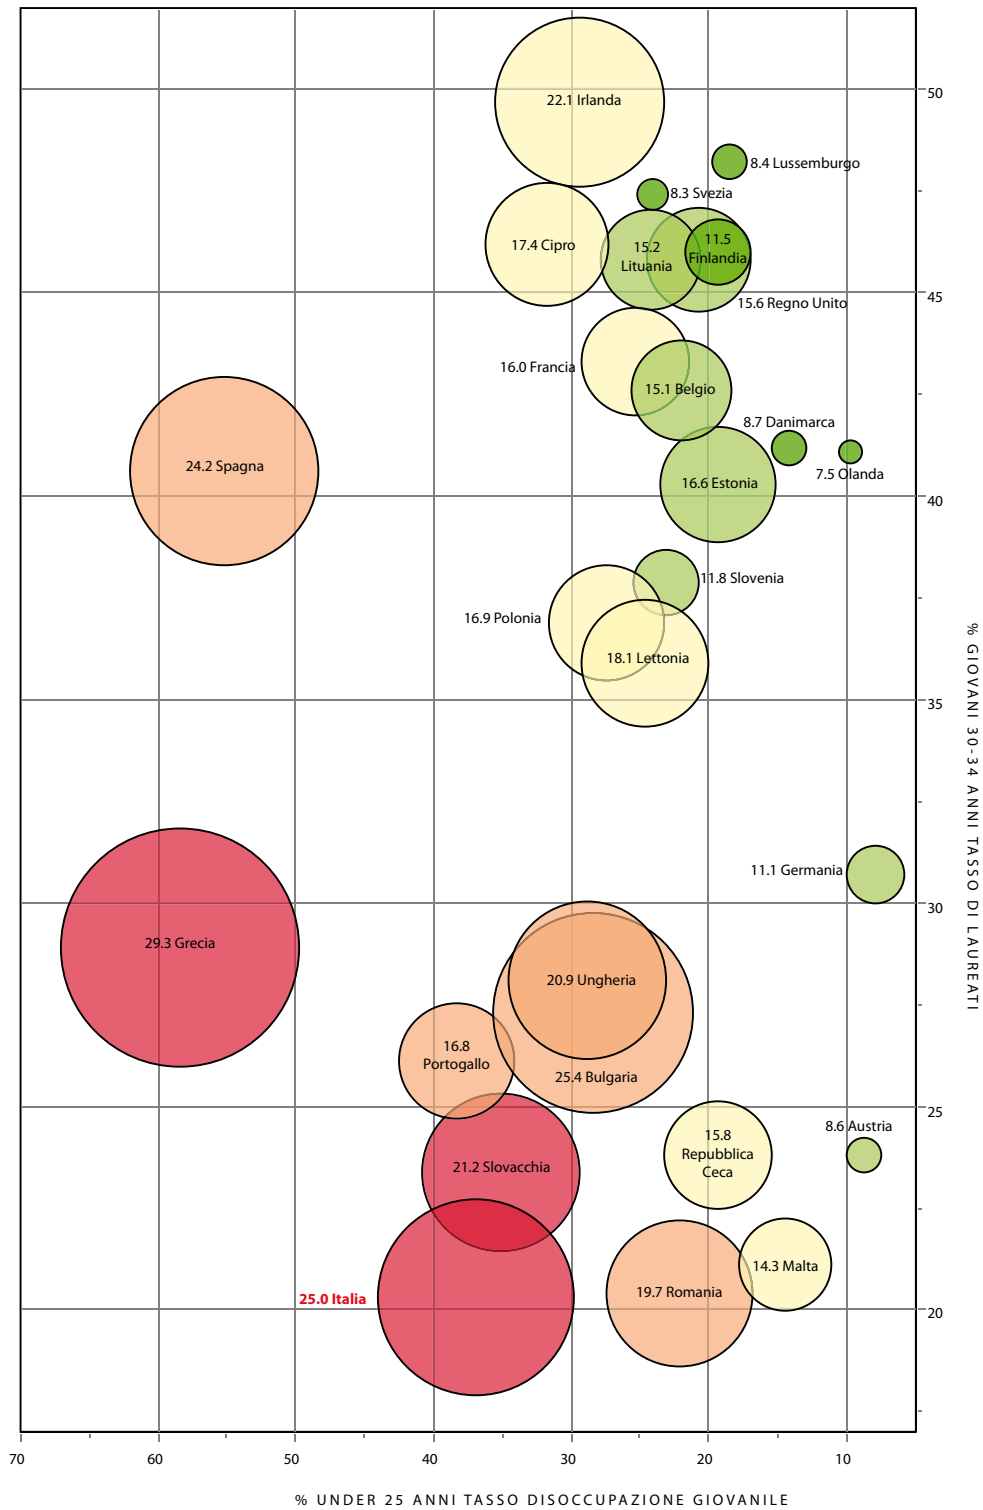 50
22.1 Irlanda
8.4 Lussemburgo
8.3 Svezia
17.4 Cipro
15.2
Lituania
11.5
Finlandia
45
15.6 Regno Unito
16.0 Francia
15.1 Belgio
8.7 Danimarca
24.2 Spagna
7.5 Olanda
16.6 Estonia
40
11.8 Slovenia
16.9 Polonia
18.1 Lettonia
35
11.1 Germania
30
29.3 Grecia
20.9 Ungheria
16.8
Portogallo
25.4 Bulgaria
25
8.6 Austria
15.8
Repubblica
Ceca
21.2 Slovacchia
14.3 Malta
19.7 Romania
25.0 Italia
20
70
60
50
40
30
20
10
% UNDER 25 ANNI TASSO DISOCCUPAZIONE GIOVANILE
% GIOVANI 30-34 ANNI TASSO DI LAUREATI